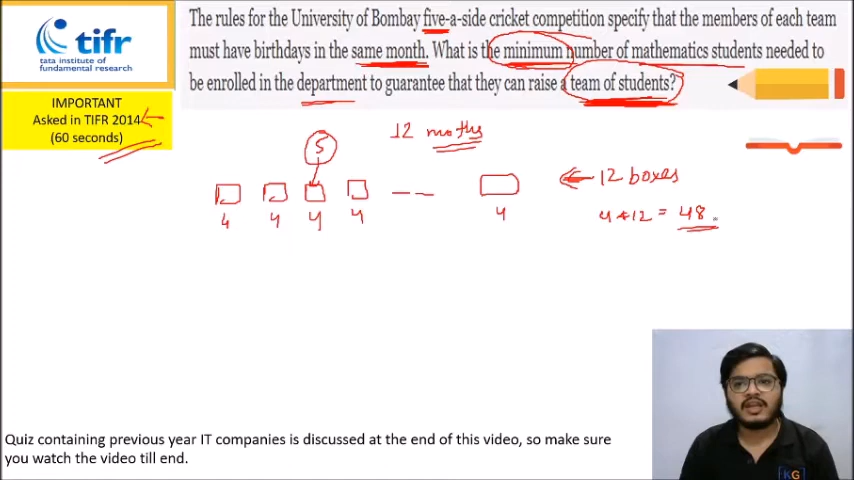 tifr
tata institute of
fundamental research
The rules for the University of Bombay five-a-side cricket competition specify that the members of each team
must have birthdays in the same month. What is the minimum number of mathematics students needed to
be enrolled in the department to guarantee that they can raise a team of students?
IMPORTANT
Asked in TIFR 2014
(60 seconds)
12 moths
5
12 boxes
4 4 4 4 4
4*12 = 48.
Quiz containing previous year IT companies is discussed at the end of this video, so make sure
you watch the video till end.
KG